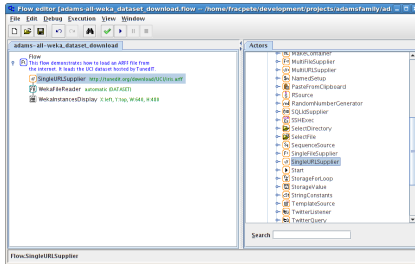 Flow editor [adams-all-weka_dataset_download.flow -- /home/fracpete/development/projects/adamsfamily/ad
File Edit Debug Execution View Window
adams-all-weka_dataset_download
Flow
This flow demonstrates how to load an ARFF file from
the internet. It loads the UCI dataset hosted by TunedIT.
SingleURLSupplier http://tunedit.org/download/UCI/iris.arff
WekaFileReader automatic (DATASET)
WekaInstancesDisplay X:left, Y:top, W:640, H:480
Actors
MakeContainer
MultiFileSupplier
MultiURLSupplier
NamedSetup
PasteFromClipboard
RSource
RandomNumberGenerator
SQLIdSupplier
SSHExec
SelectDirectory
SelectFile
SequenceSource
SingleFileSupplier
SingleURLSupplier
Start
StorageForLoop
StorageValue
StringConstants
TemplateSource
TwitterListener
TwitterQuery
Search
Flow.SingleURLSupplier